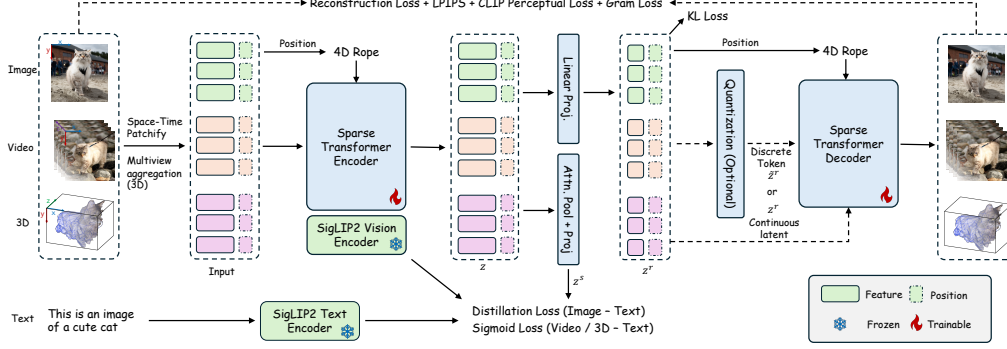 Reconstruction Loss + LPIPS + CLIP Perceptual Loss + Gram Loss
KL Loss
Position
4D Rope
Position
4D Rope
Image
Video
3D
Space-Time
Patchify
Multiview
aggregation
(3D)
Input
Sparse
Transformer
Encoder
SigLIP2 Vision
Encoder
z
Linear Proj.
Attn. Pool + Proj
z^s
z^r
Quantization (Optional)
Discrete
Token
z̃^r
or
z^r
Continuous
latent
Sparse
Transformer
Decoder
Text
This is an image
of a cute cat
SigLIP2 Text
Encoder
Distillation Loss (Image – Text)
Sigmoid Loss (Video / 3D – Text)
Feature
Position
Frozen
Trainable